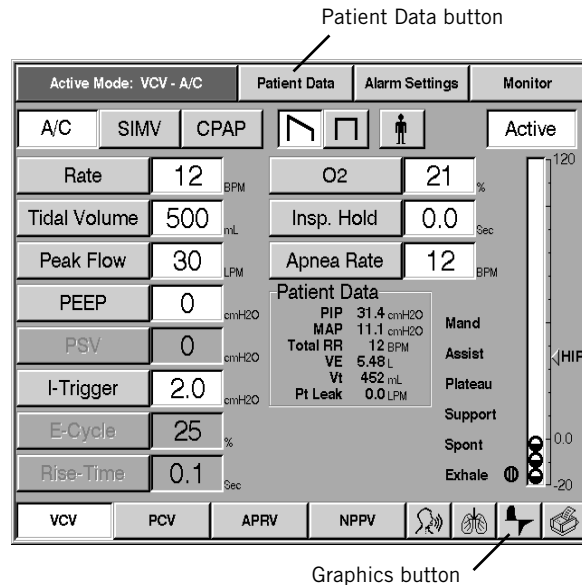 Patient Data button
Active Mode: VCV - A/C
Patient Data
Alarm Settings
Monitor
A/C
SIMV
CPAP
Active
Rate 12 BPM
O2 21 %
120
Tidal Volume 500 mL
Insp. Hold 0.0 Sec
Peak Flow 30 LPM
Apnea Rate 12 BPM
PEEP 0 cmH2O
PSV 0 cmH2O
I-Trigger 2.0 cmH2O
E-Cycle 25 %
Rise-Time 0.1 Sec
Patient Data
PIP 31.4 cmH2O
MAP 11.1 cmH2O
Total RR 12 BPM
VE 5.48 L
Vt 452 mL
Pt Leak 0.0 LPM
Mand
Assist
Plateau
Support
Spont
Exhale
HIP
0.0
-20
VCV
PCV
APRV
NPPV
Graphics button